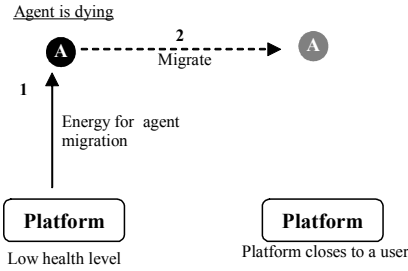 Agent is dying
A
2
A
Migrate
1
Energy for agent
migration
Platform
Platform
Low health level
Platform closes to a user